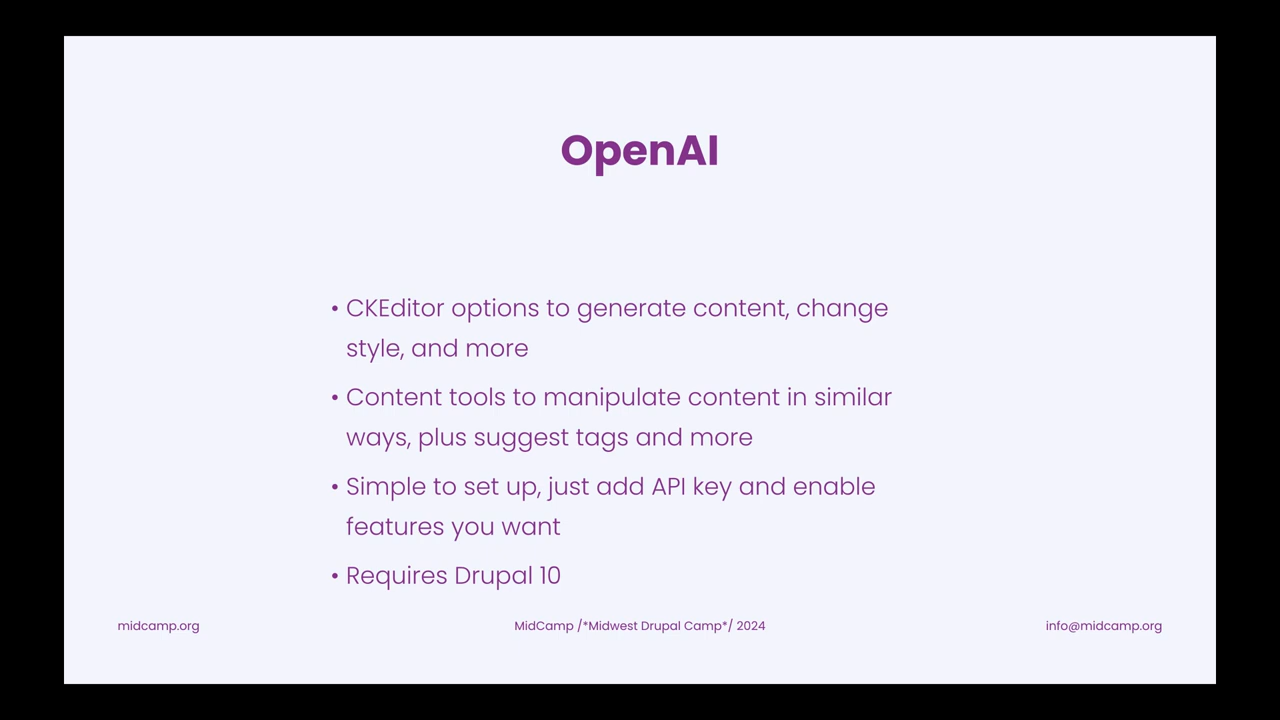 OpenAI
• CKEditor options to generate content, change
style, and more
• Content tools to manipulate content in similar
ways, plus suggest tags and more
• Simple to set up, just add API key and enable
features you want
• Requires Drupal 10
midcamp.org
MidCamp /*Midwest Drupal Camp*/ 2024
info@midcamp.org